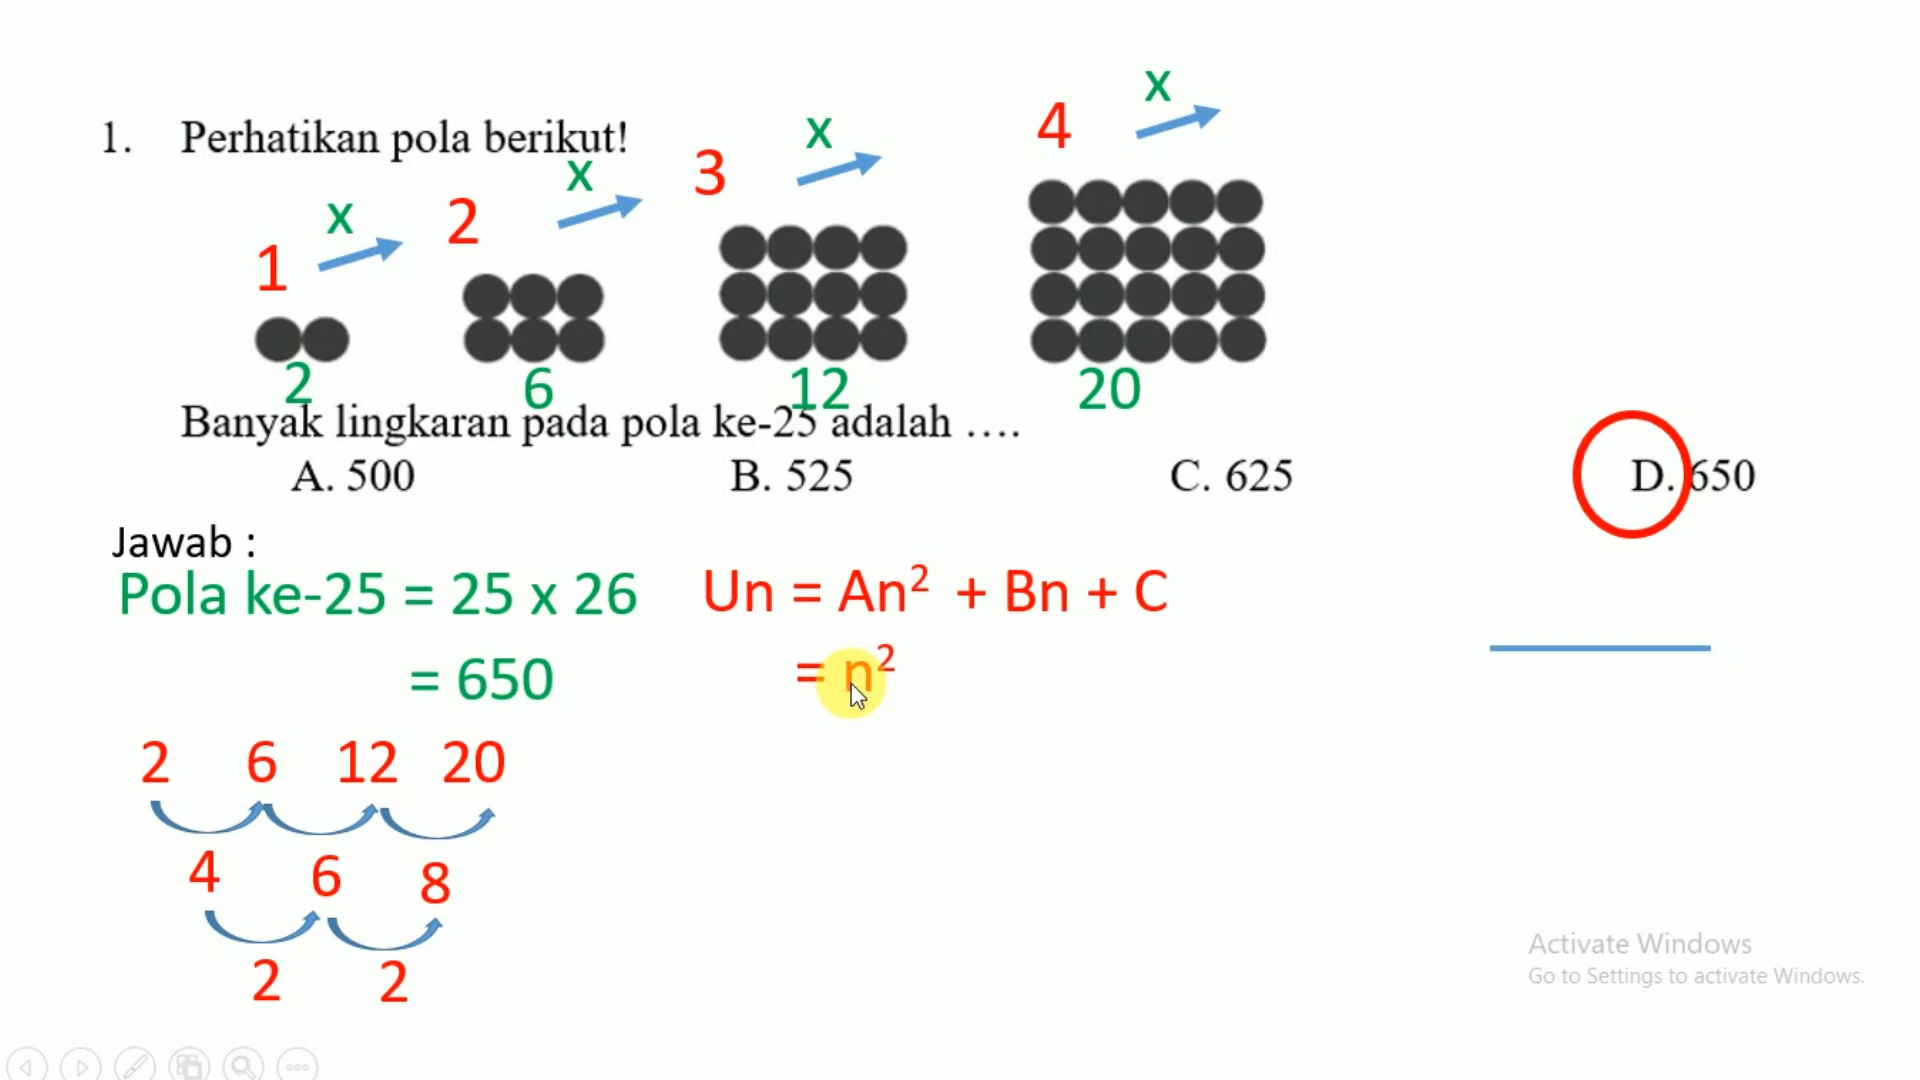 1. Perhatikan pola berikut!
1 x 2 x 3 x 4 x
2 6 12 20
Banyak lingkaran pada pola ke-25 adalah ….
A. 500 B. 525 C. 625 D. 650
Jawab :
Pola ke-25 = 25 x 26
= 650
Un = An² + Bn + C
= n²
2 6 12 20
4 6 8
2 2
Activate Windows
Go to Settings to activate Windows.